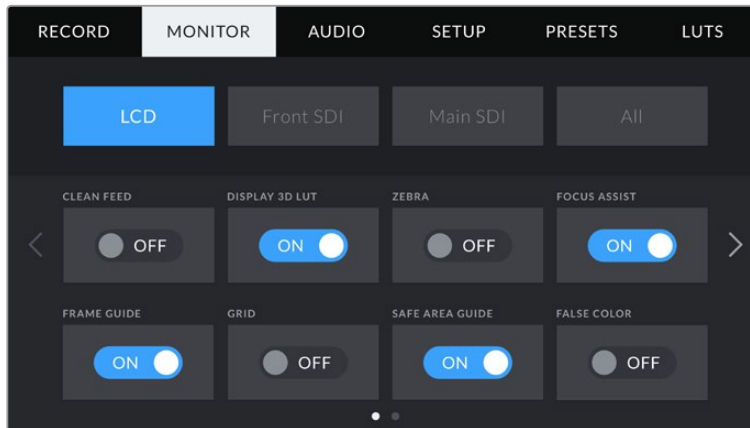 RECORD MONITOR AUDIO SETUP PRESETS LUTS
LCD Front SDI Main SDI All
CLEAN FEED DISPLAY 3D LUT ZEBRA FOCUS ASSIST
OFF ON OFF ON
FRAME GUIDE GRID SAFE AREA GUIDE FALSE COLOR
ON OFF ON OFF